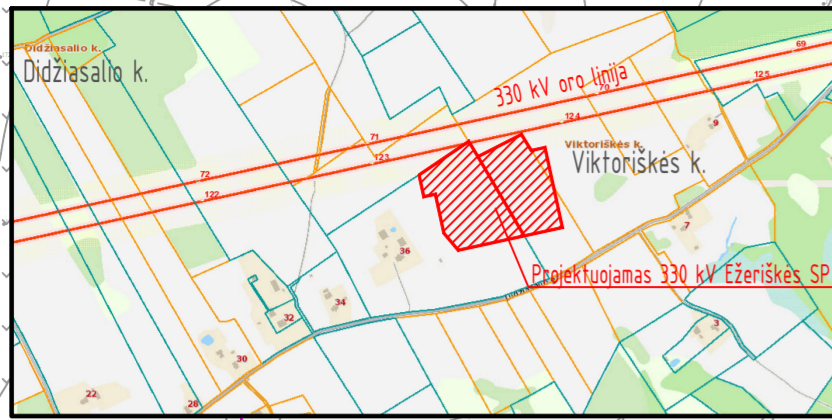 Didžiasalio k.
Didžiasalio k.
330 kV oro linija
69
70
125
71
124
123
72
122
9
Viktoriškės k.
Viktoriškės k.
7
36
Projektuojamas 330 kV Ežeriškės SP
34
32
3
30
22
28